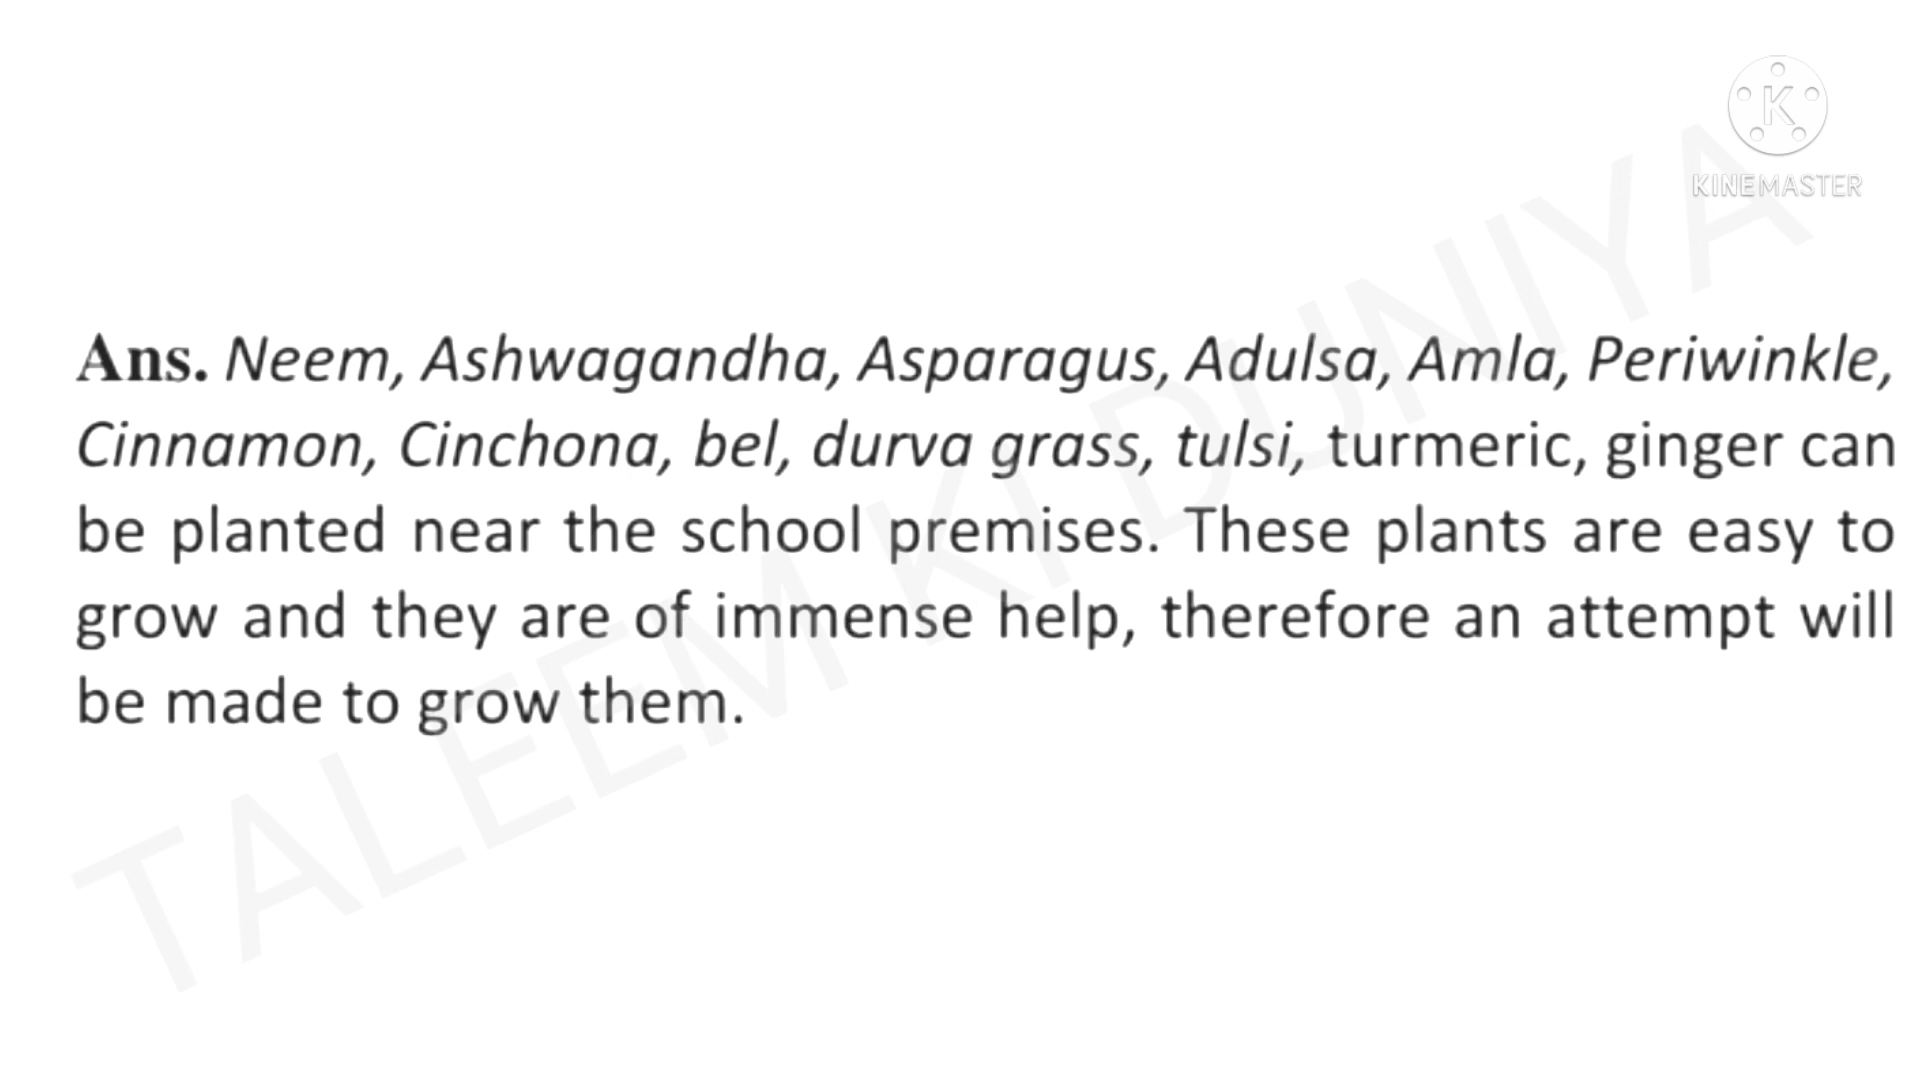 KINEMASTER
Ans. Neem, Ashwagandha, Asparagus, Adulsa, Amla, Periwinkle,
Cinnamon, Cinchona, bel, durva grass, tulsi, turmeric, ginger can
be planted near the school premises. These plants are easy to
grow and they are of immense help, therefore an attempt will
be made to grow them.
TALEEM KI DUNIYA